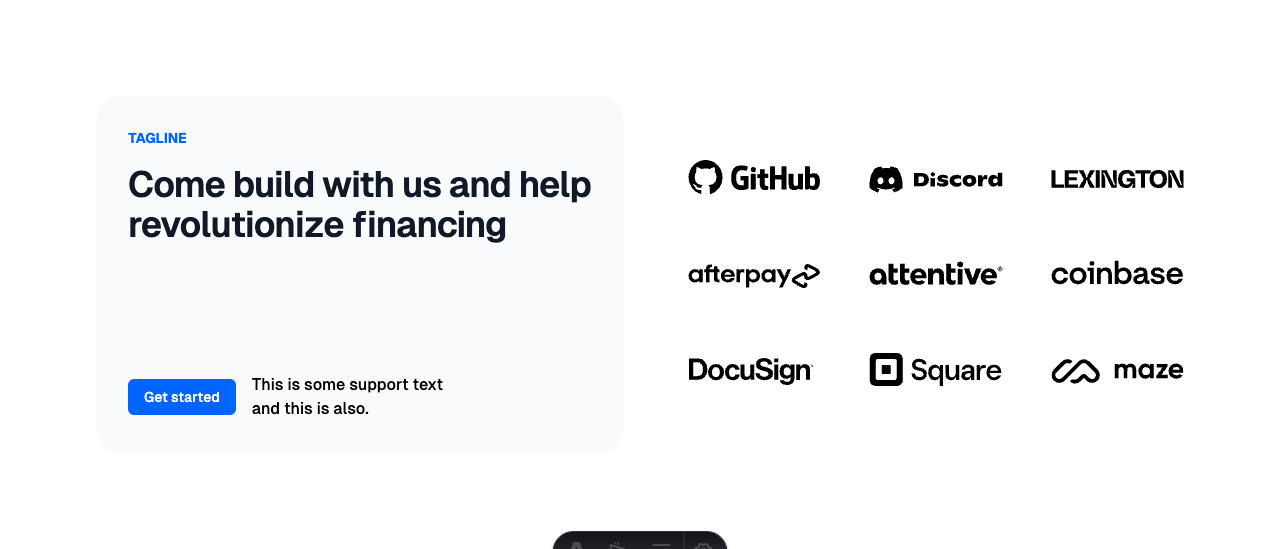 TAGLINE
Come build with us and help
revolutionize financing
Get started
This is some support text
and this is also.
GitHub
Discord
LEXINGTON
afterpay
attentive®
coinbase
DocuSign
Square
maze